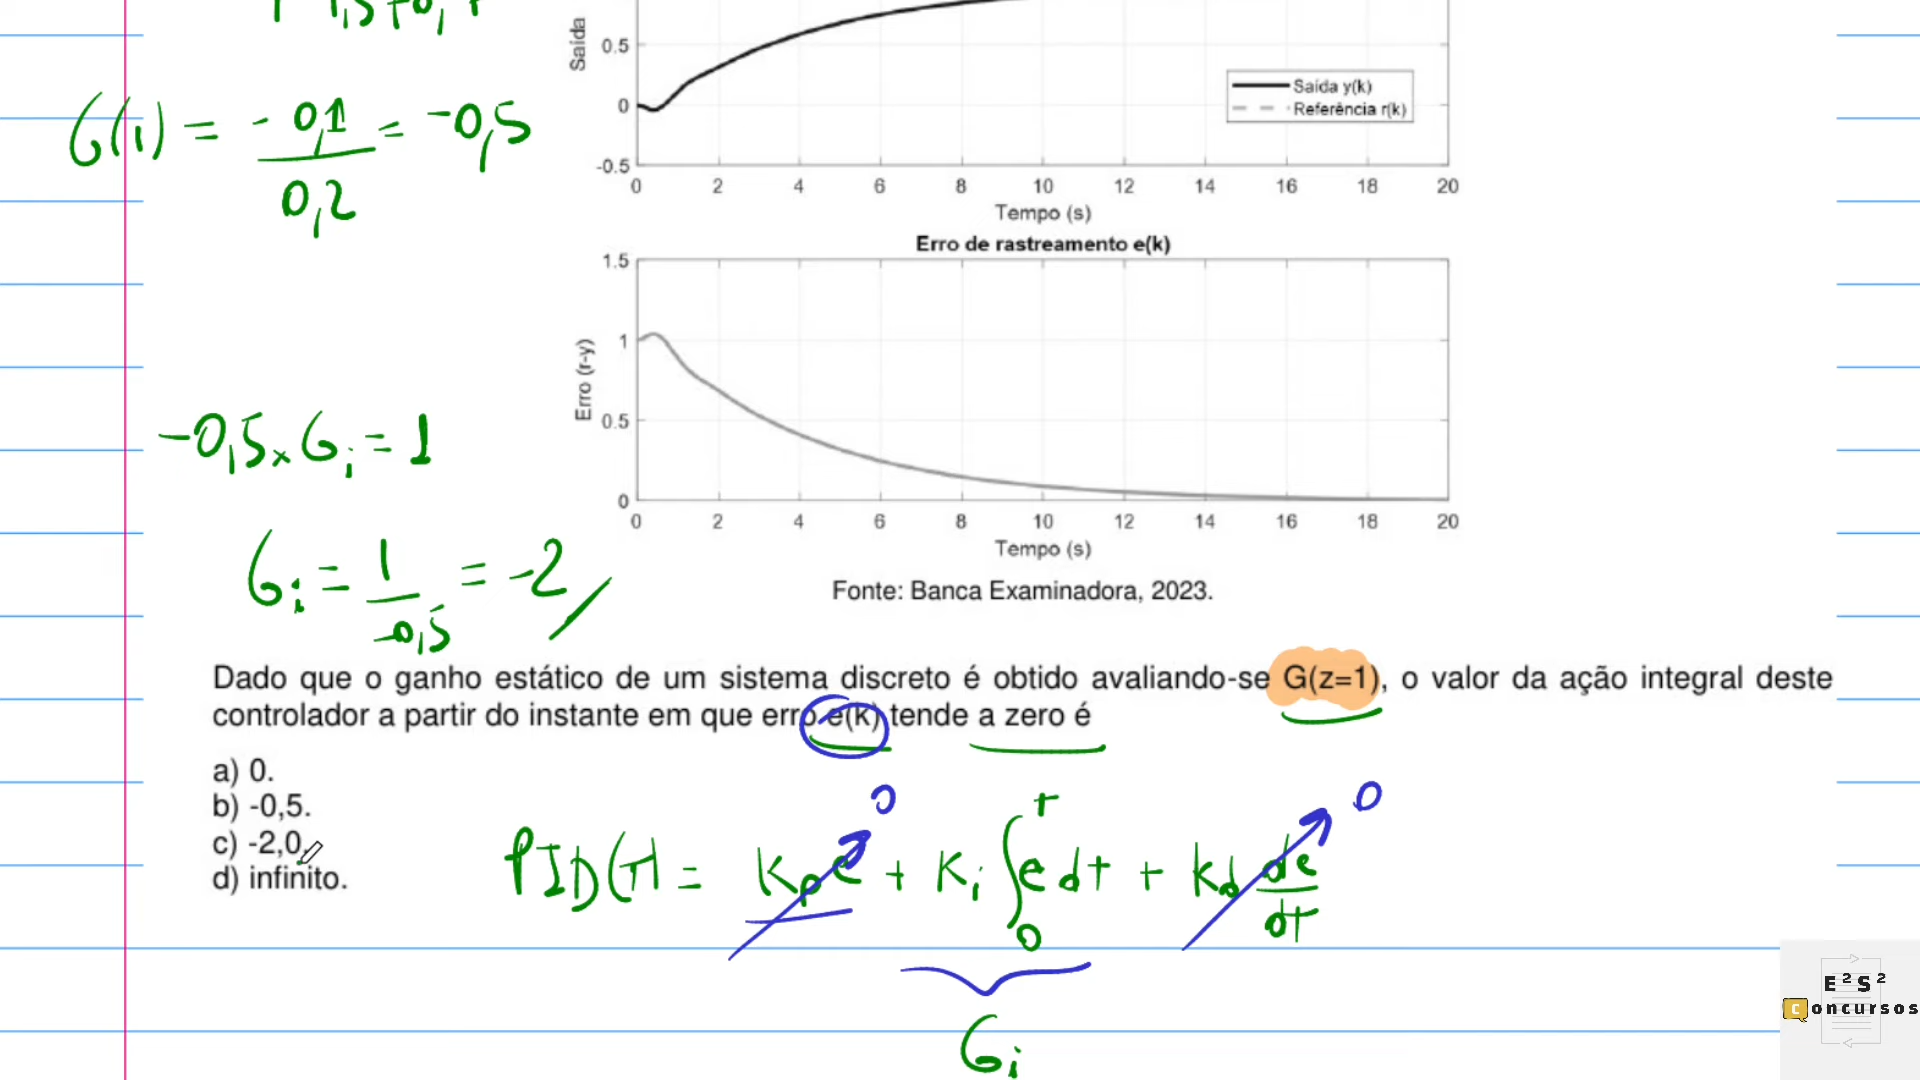 Saída
0.5
0
-0.5
Saída y(k)
Referência r(k)
0 2 4 6 8 10 12 14 16 18 20
Tempo (s)
G(1) = -0,1 / 0,2 = -0,5
Erro de rastreamento e(k)
Erro (r-y)
1.5
1
0.5
0
0 2 4 6 8 10 12 14 16 18 20
Tempo (s)
-0,5 x Gi = 1
Gi = 1 / -0,5 = -2
Fonte: Banca Examinadora, 2023.
Dado que o ganho estático de um sistema discreto é obtido avaliando-se G(z=1), o valor da ação integral deste
controlador a partir do instante em que erro e(k) tende a zero é
a) 0.
b) -0,5.
c) -2,0.
d) infinito.
0 0
PID(T) = Kp e + Ki ∫ 0 T e dt + Kd de/dt
Gi
E²S²
Concursos